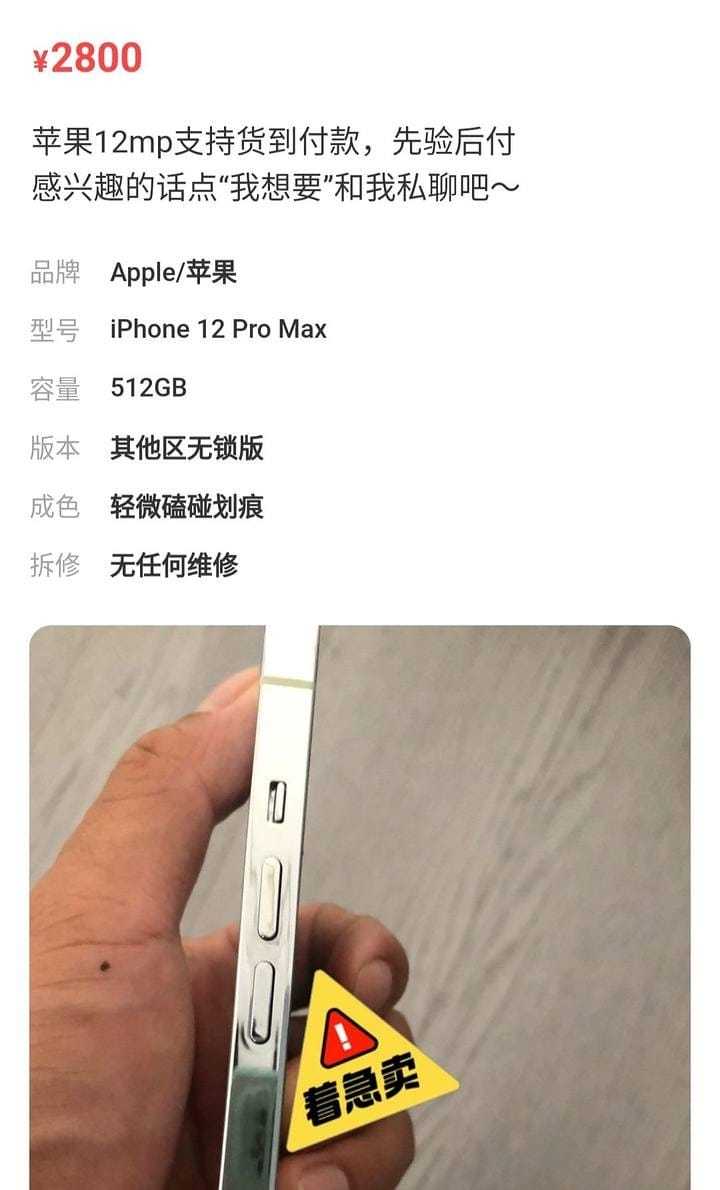 ¥2800
苹果12mp支持货到付款，先验后付
感兴趣的话点“我想要”和我私聊吧～
品牌 Apple/苹果
型号 iPhone 12 Pro Max
容量 512GB
版本 其他区无锁版
成色 轻微磕碰划痕
拆修 无任何维修
!
着急卖